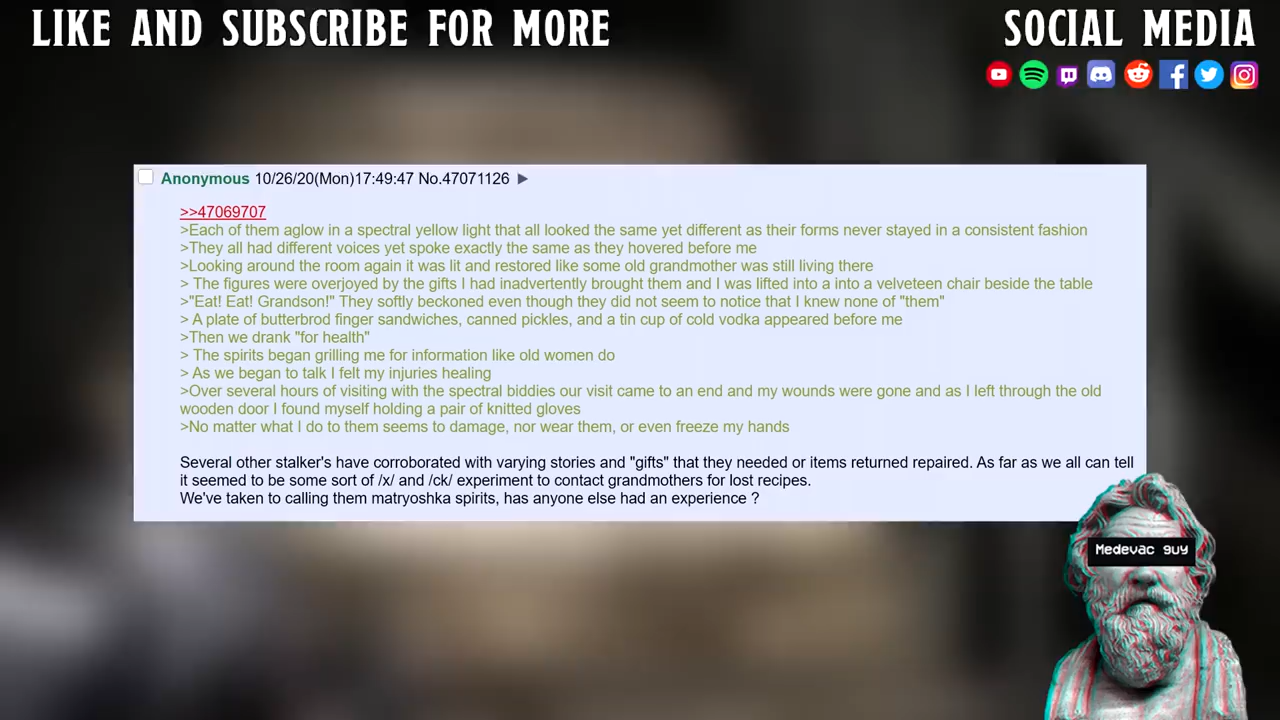 LIKE AND SUBSCRIBE FOR MORE
SOCIAL MEDIA
Anonymous 10/26/20(Mon)17:49:47 No.47071126 ▶
>>47069707
>Each of them aglow in a spectral yellow light that all looked the same yet different as their forms never stayed in a consistent fashion
>They all had different voices yet spoke exactly the same as they hovered before me
>Looking around the room again it was lit and restored like some old grandmother was still living there
> The figures were overjoyed by the gifts I had inadvertently brought them and I was lifted into a into a velveteen chair beside the table
>"Eat! Eat! Grandson!" They softly beckoned even though they did not seem to notice that I knew none of "them"
> A plate of butterbrod finger sandwiches, canned pickles, and a tin cup of cold vodka appeared before me
>Then we drank "for health"
> The spirits began grilling me for information like old women do
> As we began to talk I felt my injuries healing
>Over several hours of visiting with the spectral biddies our visit came to an end and my wounds were gone and as I left through the old
wooden door I found myself holding a pair of knitted gloves
>No matter what I do to them seems to damage, nor wear them, or even freeze my hands
Several other stalker's have corroborated with varying stories and "gifts" that they needed or items returned repaired. As far as we all can tell
it seemed to be some sort of /x/ and /ck/ experiment to contact grandmothers for lost recipes.
We've taken to calling them matryoshka spirits, has anyone else had an experience ?
Medevac guy